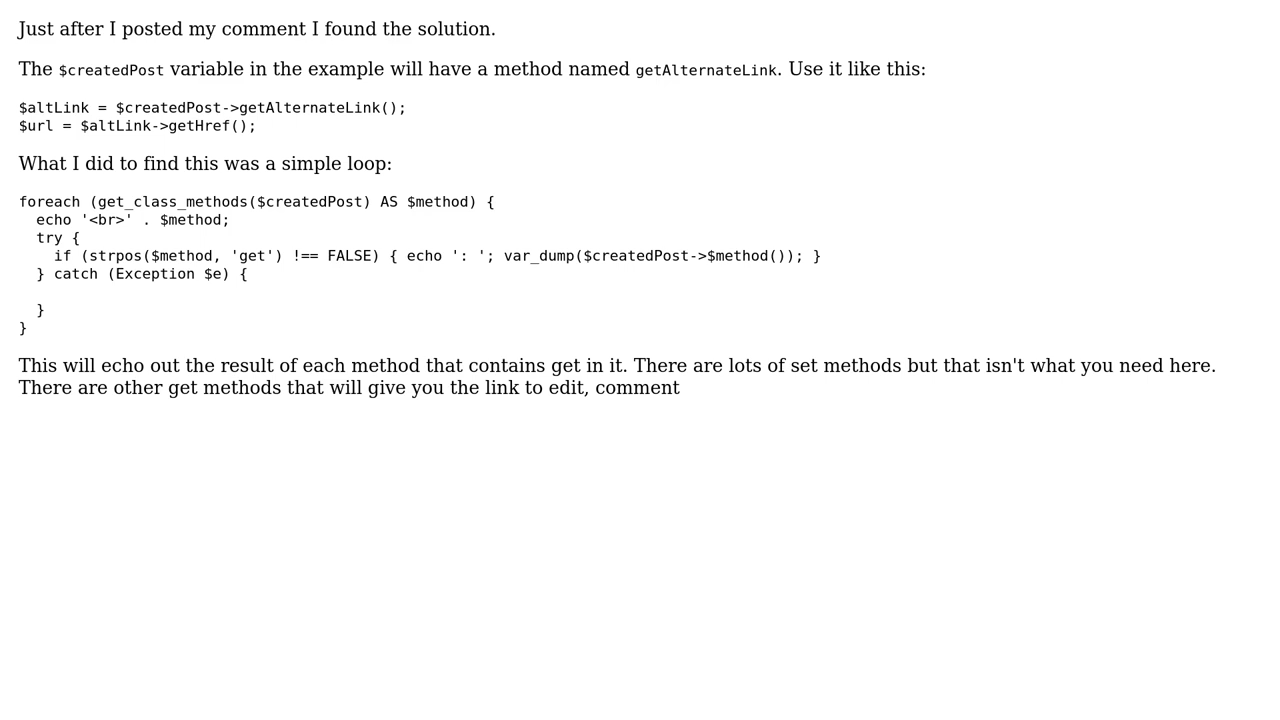 Just after I posted my comment I found the solution.
The $createdPost variable in the example will have a method named getAlternateLink. Use it like this:
$altLink = $createdPost->getAlternateLink();
$url = $altLink->getHref();
What I did to find this was a simple loop:
foreach (get_class_methods($createdPost) AS $method) {
  echo '<br>' . $method;
  try {
    if (strpos($method, 'get') !== FALSE) { echo ': '; var_dump($createdPost->$method()); }
  } catch (Exception $e) {
  }
}
This will echo out the result of each method that contains get in it. There are lots of set methods but that isn't what you need here.
There are other get methods that will give you the link to edit, comment